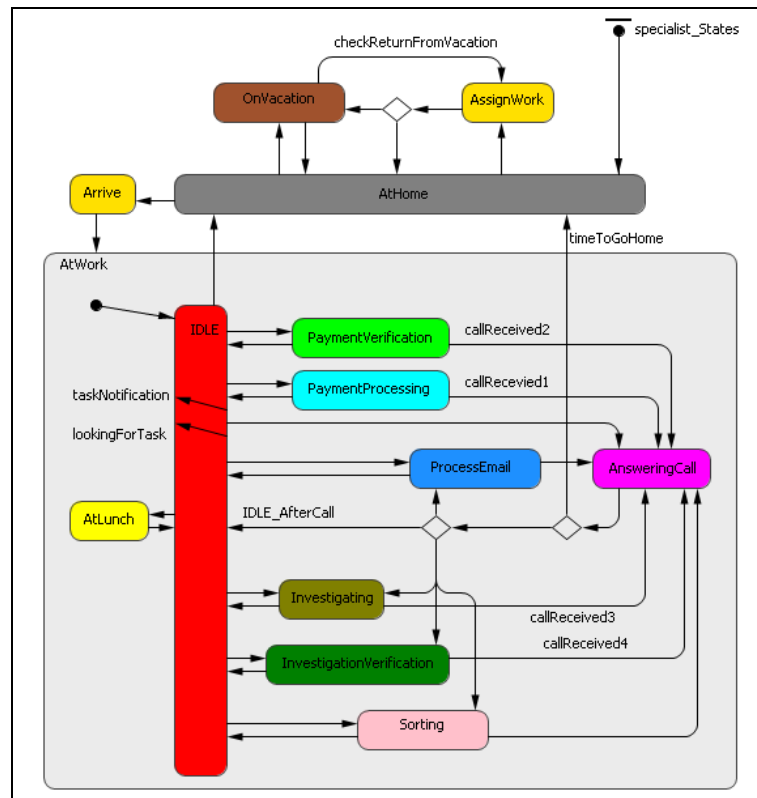 specialist_States
checkReturnFromVacation
OnVacation
AssignWork
Arrive
AtHome
timeToGoHome
AtWork
IDLE
PaymentVerification
callReceived2
PaymentProcessing
callRecevied1
taskNotification
lookingForTask
ProcessEmail
AnsweringCall
AtLunch
IDLE_AfterCall
Investigating
callReceived3
callReceived4
InvestigationVerification
Sorting